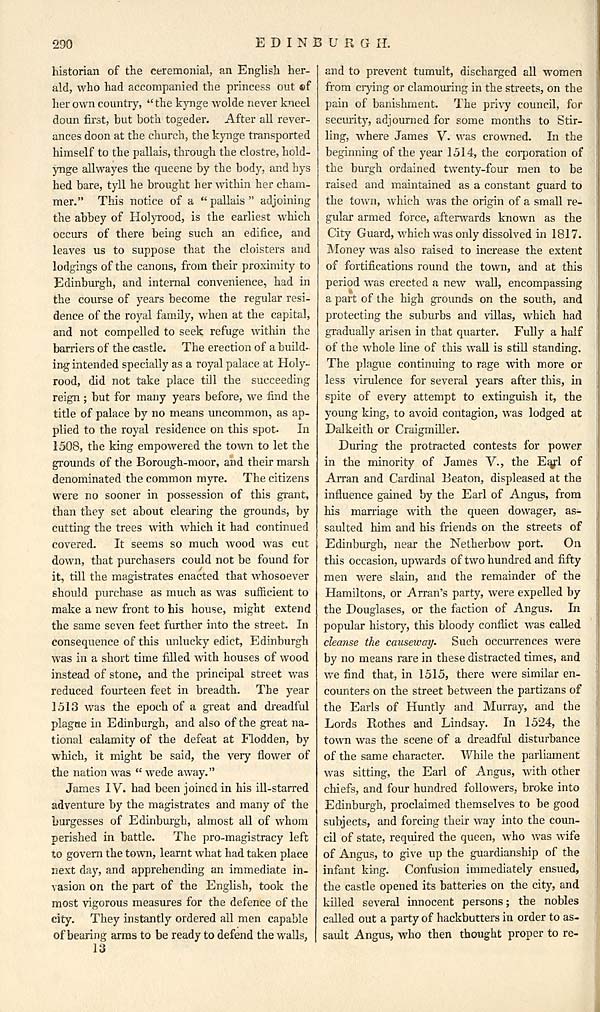 290
EDINBURGH.
historian of the ceremonial, an English her-
ald, who had accompanied the princess out of
her own country, "the kynge wolde never kneel
doun first, but both togeder. After all rever-
ances doon at the church, the kynge transported
himself to the pallais, through the clostre, hold-
ynge allwayes the queene by the body, and hys
hed bare, tyll he brought her within her cham-
mer." This notice of a "pallais" adjoining
the abbey of Holyrood, is the earliest which
occurs of there being such an edifice, and
leaves us to suppose that the cloisters and
lodgings of the canons, from their proximity to
Edinburgh, and internal convenience, had in
the course of years become the regular resi-
dence of the royal family, when at the capital,
and not compelled to seek refuge within the
barriers of the castle. The erection of a build-
ing intended specially as a royal palace at Holy-
rood, did not take place till the succeeding
reign; but for many years before, we find the
title of palace by no means uncommon, as ap-
plied to the royal residence on this spot. In
1508, the king empowered the town to let the
grounds of the Borough-moor, and their marsh
denominated the common myre. The citizens
were no sooner in possession of this grant,
than they set about clearing the grounds, by
cutting the trees with which it had continued
covered. It seems so much wood was cut
down, that purchasers could not be found for
it, till the magistrates enacted that whosoever
should purchase as much as was sufficient to
make a new front to his house, might extend
the same seven feet further into the street. In
consequence of this unlucky edict, Edinburgh
was in a short time filled with houses of wood
instead of stone, and the principal street was
reduced fourteen feet in breadth. The year
1513 was the epoch of a great and dreadful
plague in Edinburgh, and also of the great na-
tional calamity of the defeat at Flodden, by
which, it might be said, the very flower of
the nation was "wede away."
James IV. had been joined in his ill-starred
adventure by the magistrates and many of the
burgesses of Edinburgh, almost all of whom
perished in battle. The pro-magistracy left
to govern the town, learnt what had taken place
next day, and apprehending an immediate in-
vasion on the part of the English, took the
most vigorous measures for the defence of the
city. They instantly ordered all men capable
of bearing arms to be ready to defend the walls,
13
and to prevent tumult, discharged all women
from crying or clamouring in the streets, on the
pain of banishment. The privy council, for
security, adjourned for some months to Stir-
ling, where James V. was crowned. In the
beginning of the year 1514, the corporation of
the burgh ordained twenty-four men to be
raised and maintained as a constant guard to
the town, which was the origin of a small re-
gular armed force, afterwards known as the
City Guard, which was only dissolved in 1817.
Money was also raised to increase the extent
of fortifications round the town, and at this
period was erected a new wall, encompassing
a part of the high grounds on the south, and
protecting the suburbs and villas, which had
gradually arisen in that quarter. Fully a half
of the whole line of this wall is still standing.
The plague continuing to rage with more or
less virulence for several years after this, in
spite of every attempt to extinguish it, the
young king, to avoid contagion, was lodged at
Dalkeith or Craigmiller.
During the protracted contests for power
in the minority of James V., the Earl of
Arran and Cardinal Beaton, displeased at the
influence gained by the Earl of Angus, from
his marriage with the queen dowager, as-
saulted him and his friends on the streets of
Edinburgh, near the Netherbow port. On
this occasion, upwards of two hundred and fifty
men were slain, and the remainder of the
Hamiltons, or Arran's party, were expelled by
the Douglases, or the faction of Angus. In
popular history, this bloody conflict was called
cleanse the causeway. Such occurrences were
by no means rare in these distracted times, and
we find that, in 1515, there were similar en-
counters on the street between the partizans of
the Earls of Huntly and Murray, and the
Lords Rothes and Lindsay. In 1524, the
town was the scene of a dreadful disturbance
of the same character. While the parliament
was sitting, the Earl of Angus, with other
chiefs, and four hundred followers, broke into
Edinburgh, proclaimed themselves to be good
subjects, and forcing their way into the coun-
cil of state, required the queen, who was wife
of Angus, to give up the guardianship of the
infant king. Confusion immediately ensued,
the castle opened its batteries on the city, and
killed several innocent persons; the nobles
called out a party of hackbutters in order to as-
sault Angus, who then thought proper to re-